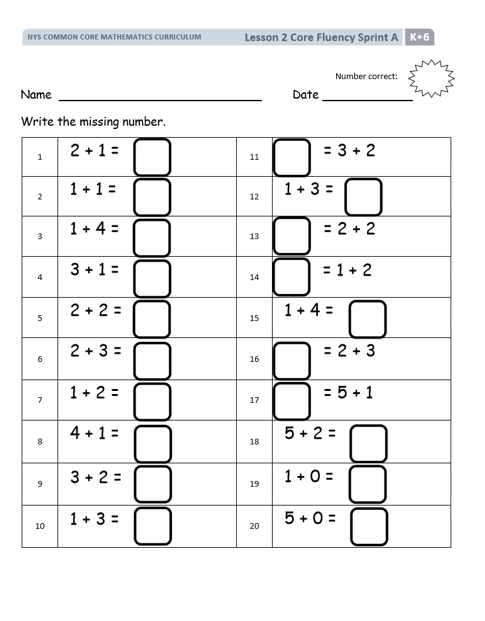 NYS COMMON CORE MATHEMATICS CURRICULUM
Lesson 2 Core Fluency Sprint A
K•6
Number correct:
Name
Date
Write the missing number.
1 2 + 1 =
2 1 + 1 =
3 1 + 4 =
4 3 + 1 =
5 2 + 2 =
6 2 + 3 =
7 1 + 2 =
8 4 + 1 =
9 3 + 2 =
10 1 + 3 =
11 = 3 + 2
12 1 + 3 =
13 = 2 + 2
14 = 1 + 2
15 1 + 4 =
16 = 2 + 3
17 = 5 + 1
18 5 + 2 =
19 1 + 0 =
20 5 + 0 =